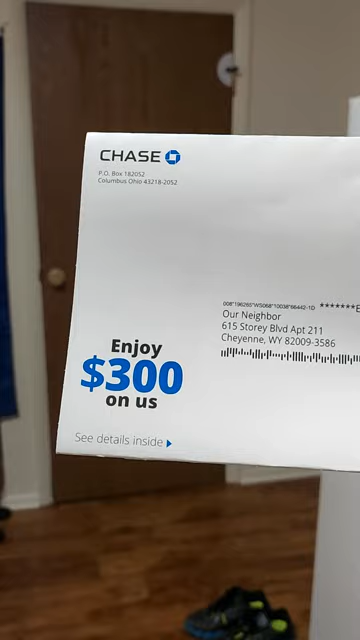 CHASE
P.O. Box 182052
Columbus Ohio 43218-2052
Our Neighbor
615 Storey Blvd Apt 211
Cheyenne, WY 82009-3586
Enjoy
$300
on us
See details inside